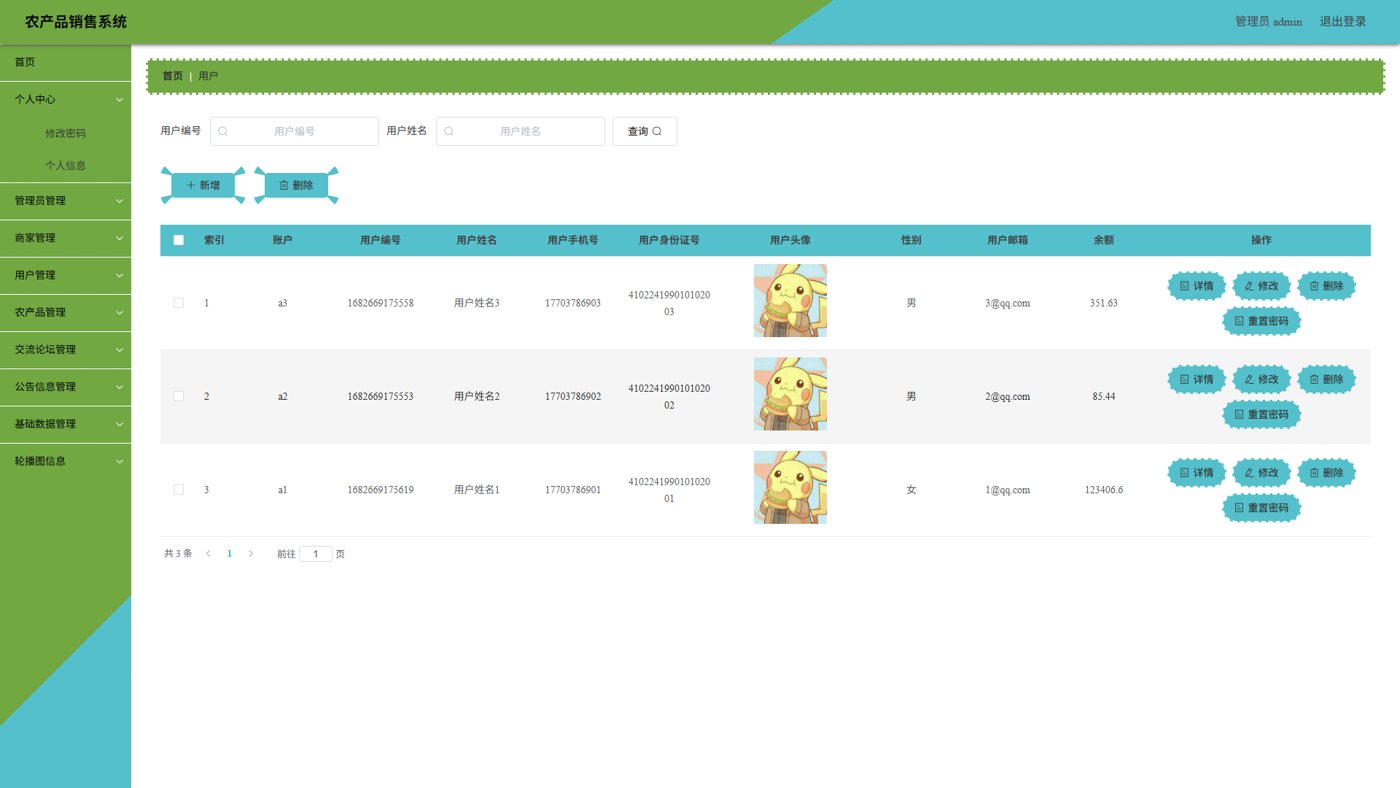 农产品销售系统
管理员 admin 退出登录
首页
个人中心
修改密码
个人信息
管理员管理
商家管理
用户管理
农产品管理
交流论坛管理
公告信息管理
基础数据管理
轮播图信息
首页 | 用户
用户编号 用户编号 用户姓名 用户姓名 查询
新增 删除
索引 账户 用户编号 用户姓名 用户手机号 用户身份证号 用户头像 性别 用户邮箱 余额 操作
1 a3 1682669175558 用户姓名3 17703786903 4102241990101020 男 3@qq.com 351.63 详情 修改 删除
03 重置密码
2 a2 1682669175553 用户姓名2 17703786902 4102241990101020 男 2@qq.com 85.44 详情 修改 删除
02 重置密码
3 a1 1682669175619 用户姓名1 17703786901 4102241990101020 女 1@qq.com 123406.6 详情 修改 删除
01 重置密码
共 3 条 1 前往 1 页